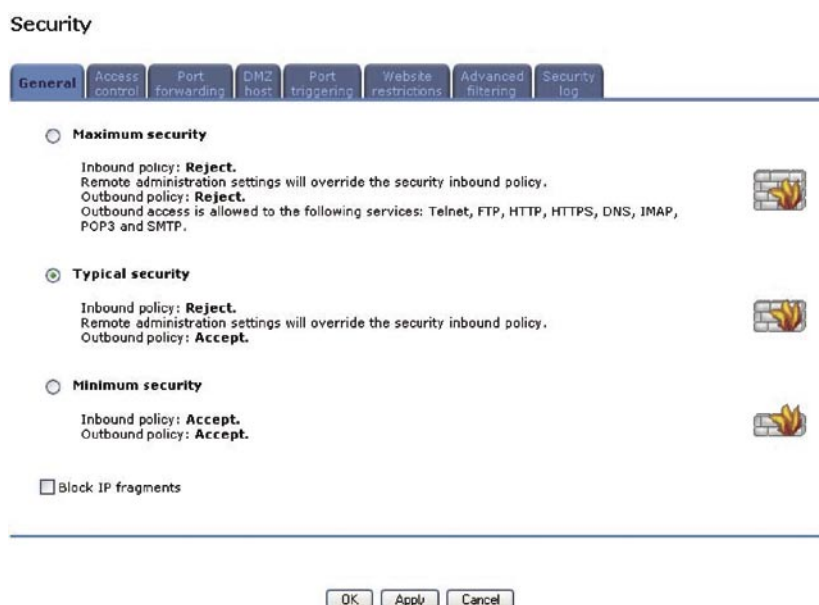 Security
General
Access control
Port forwarding
DMZ host
Port triggering
Website restrictions
Advanced filtering
Security log
Maximum security
Inbound policy: Reject.
Remote administration settings will override the security inbound policy.
Outbound policy: Reject.
Outbound access is allowed to the following services: Telnet, FTP, HTTP, HTTPS, DNS, IMAP,
POP3 and SMTP.
Typical security
Inbound policy: Reject.
Remote administration settings will override the security inbound policy.
Outbound policy: Accept.
Minimum security
Inbound policy: Accept.
Outbound policy: Accept.
Block IP fragments
OK Apply Cancel